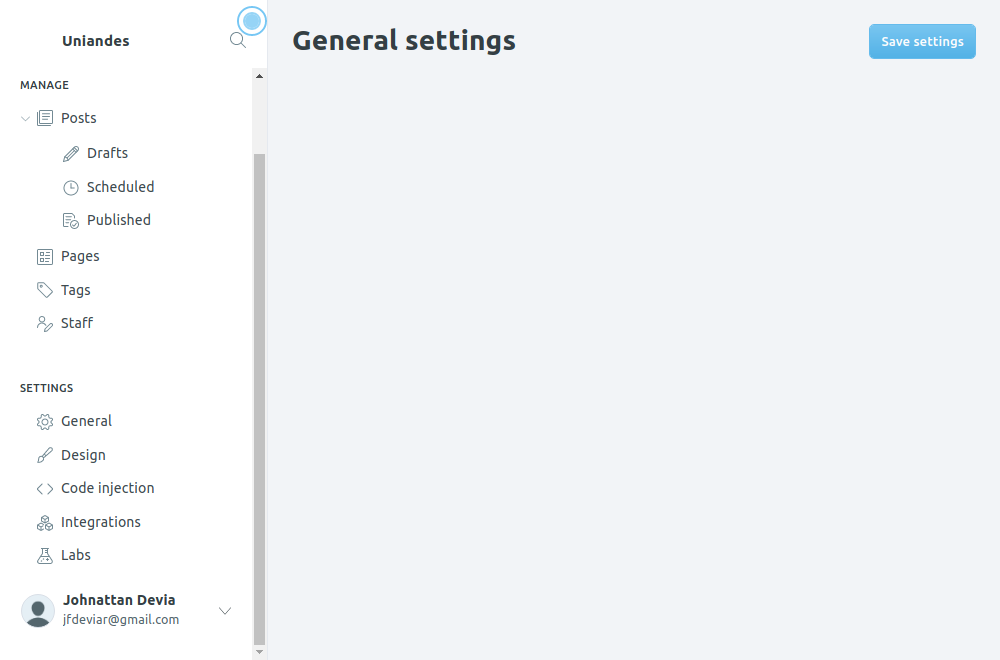 Uniandes
General settings
Save settings
MANAGE
Posts
Drafts
Scheduled
Published
Pages
Tags
Staff
SETTINGS
General
Design
Code injection
Integrations
Labs
Johnattan Devia
jfdeviar@gmail.com